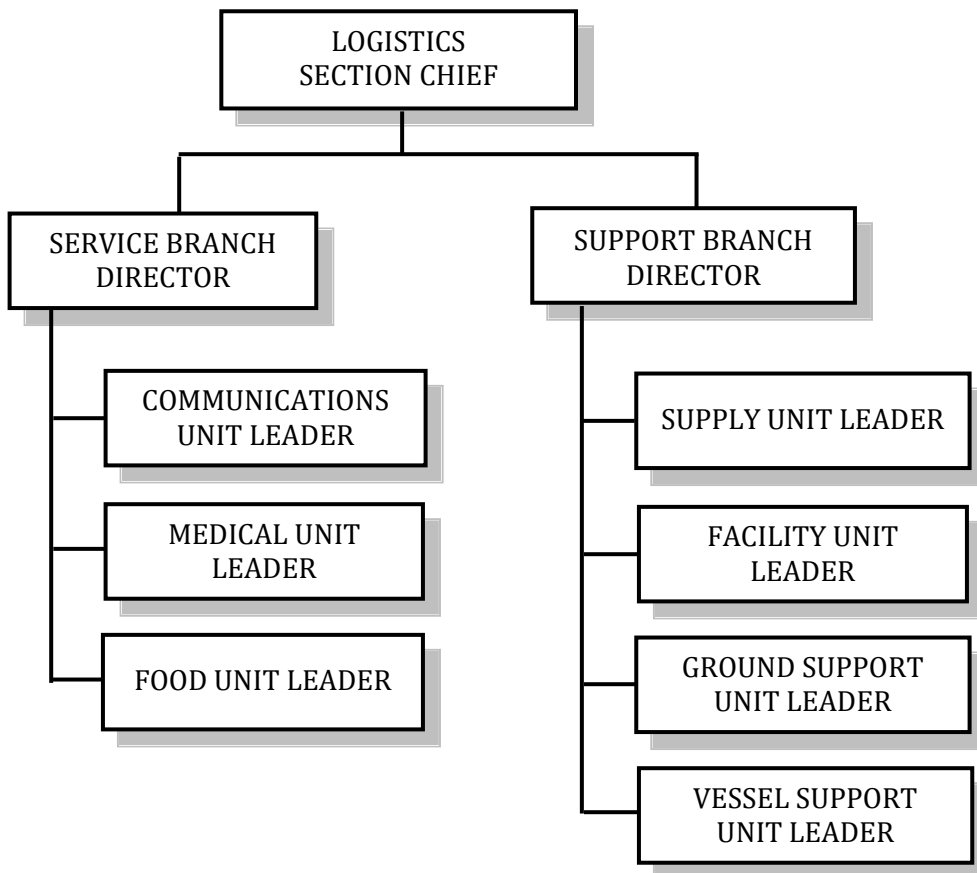 LOGISTICS
SECTION CHIEF
SERVICE BRANCH
DIRECTOR
SUPPORT BRANCH
DIRECTOR
COMMUNICATIONS
UNIT LEADER
MEDICAL UNIT
LEADER
FOOD UNIT LEADER
SUPPLY UNIT LEADER
FACILITY UNIT
LEADER
GROUND SUPPORT
UNIT LEADER
VESSEL SUPPORT
UNIT LEADER